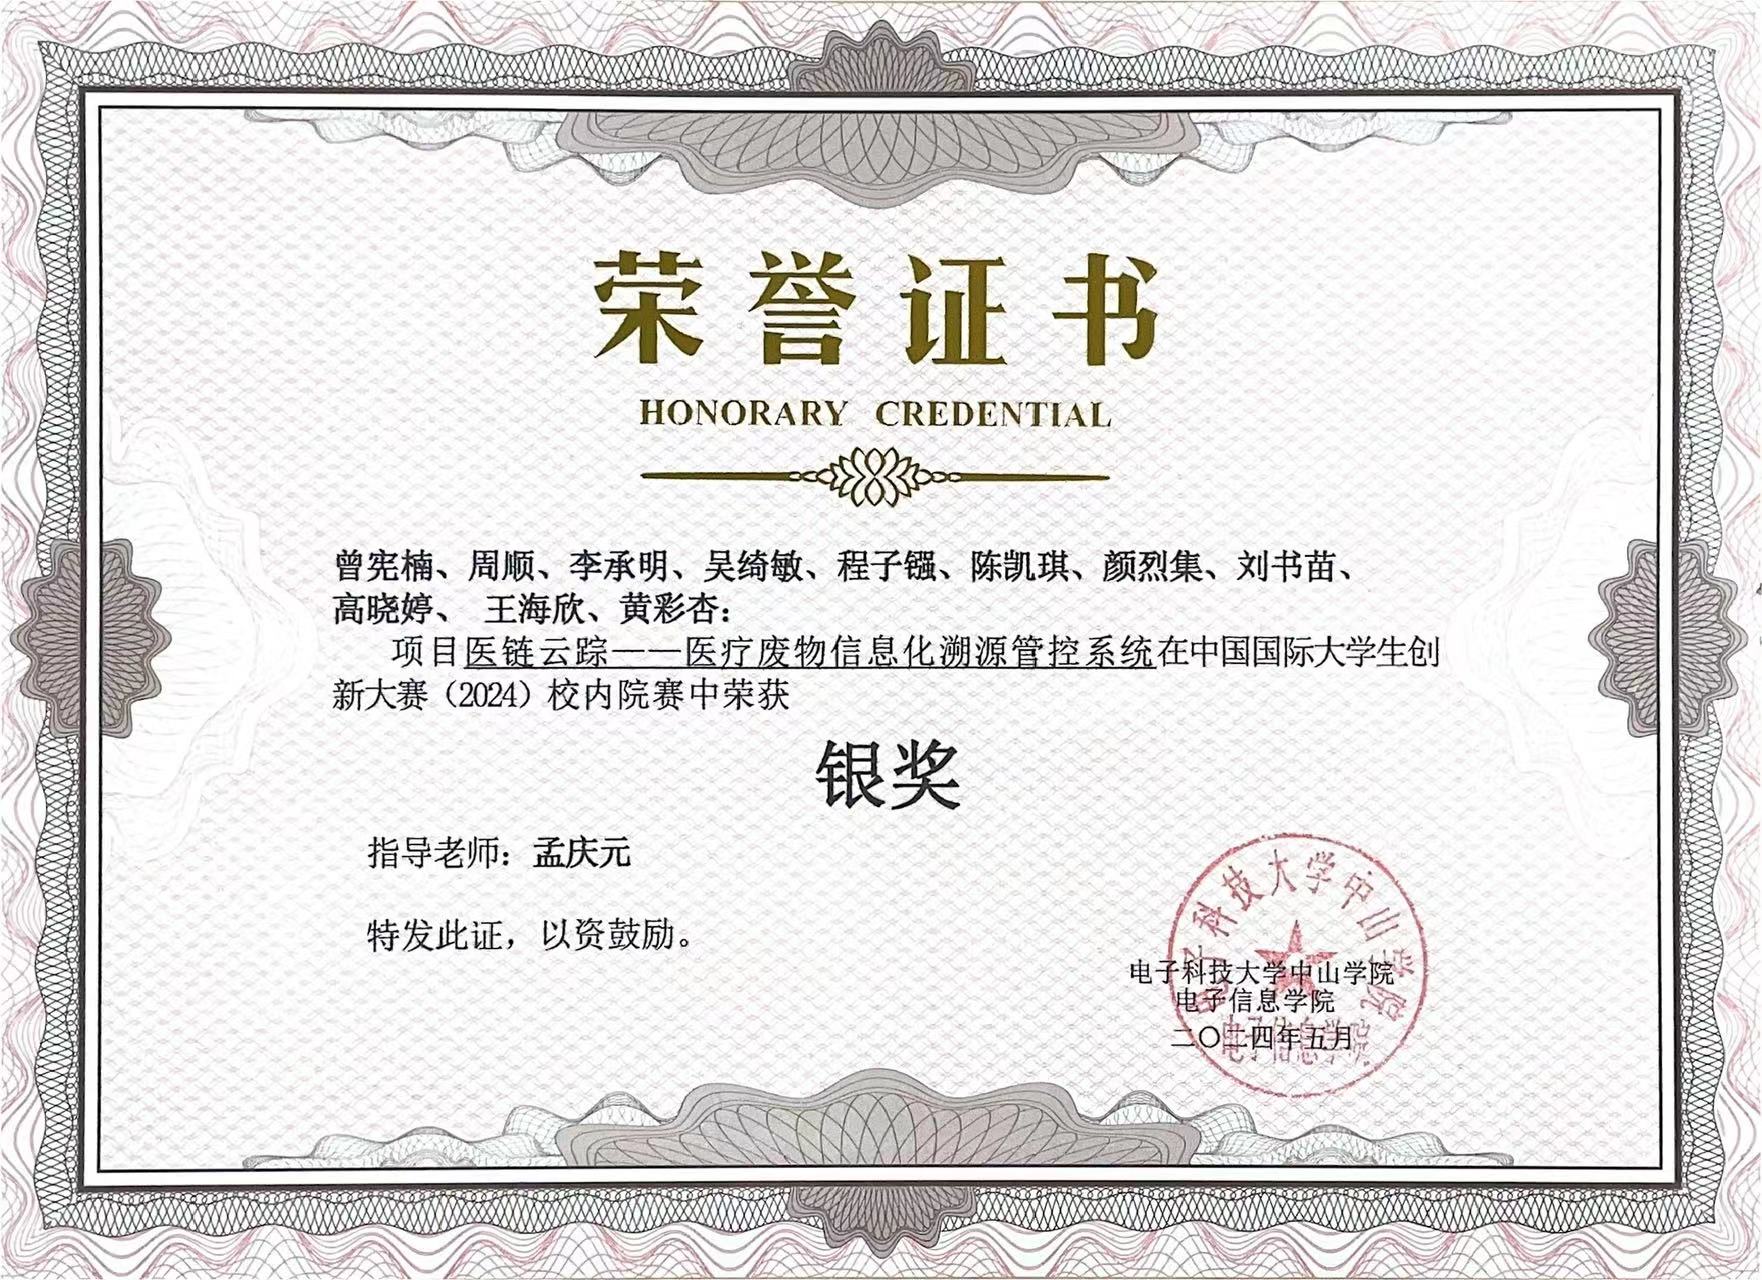 荣誉证书
HONORARY CREDENTIAL
曾宪楠、周顺、李承明、吴绮敏、程子镪、陈凯琪、颜烈集、刘书苗、
高晓婷、 王海欣、黄彩杏：
项目医链云踪——医疗废物信息化溯源管控系统在中国国际大学生创
新大赛（2024）校内院赛中荣获
银奖
指导老师：孟庆元
特发此证，以资鼓励。
电子科技大学中山学院
电子科技大学中山学院
电子信息学院
二〇二四年五月
电子信息学院